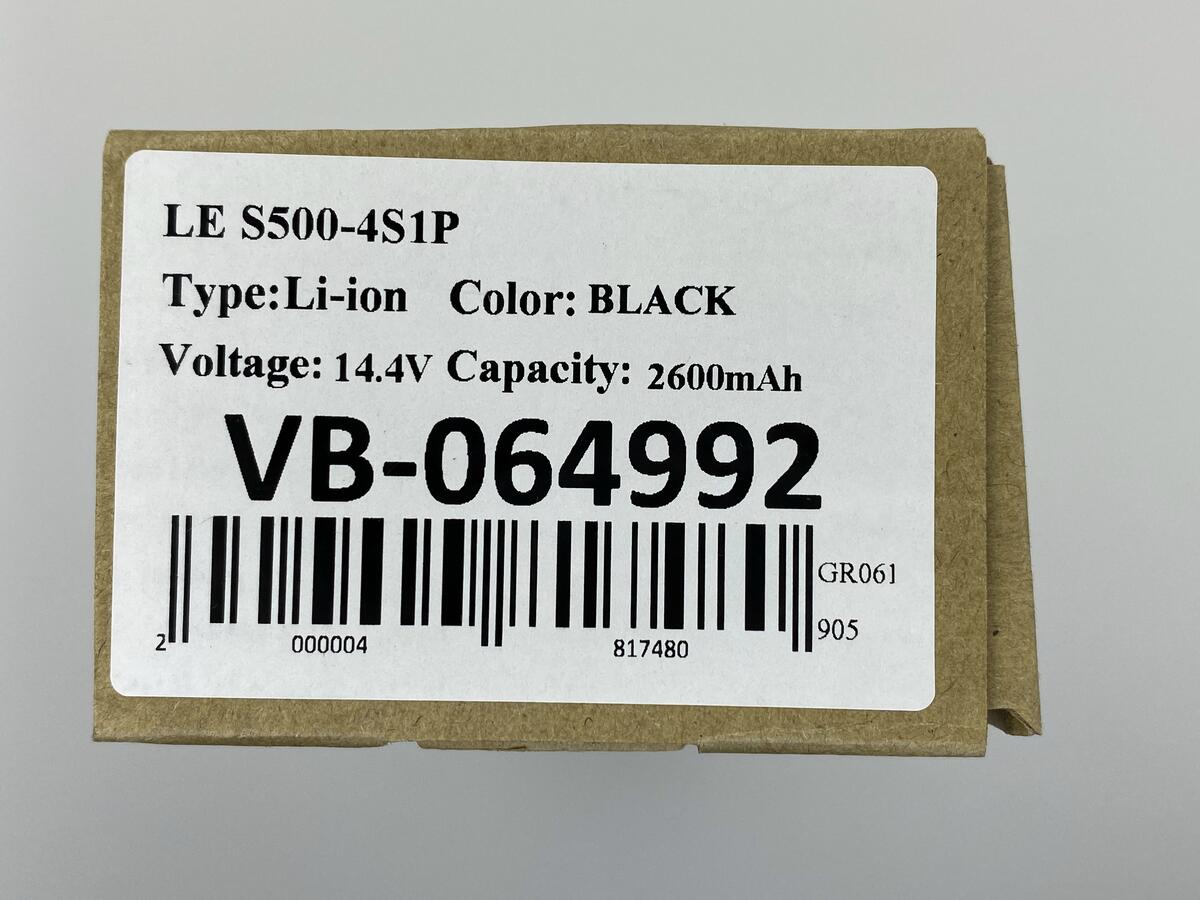 LE S500-4S1P
Type:Li-ion Color: BLACK
Voltage: 14.4V Capacity: 2600mAh
VB-064992
GR061
905
2 000004 817480